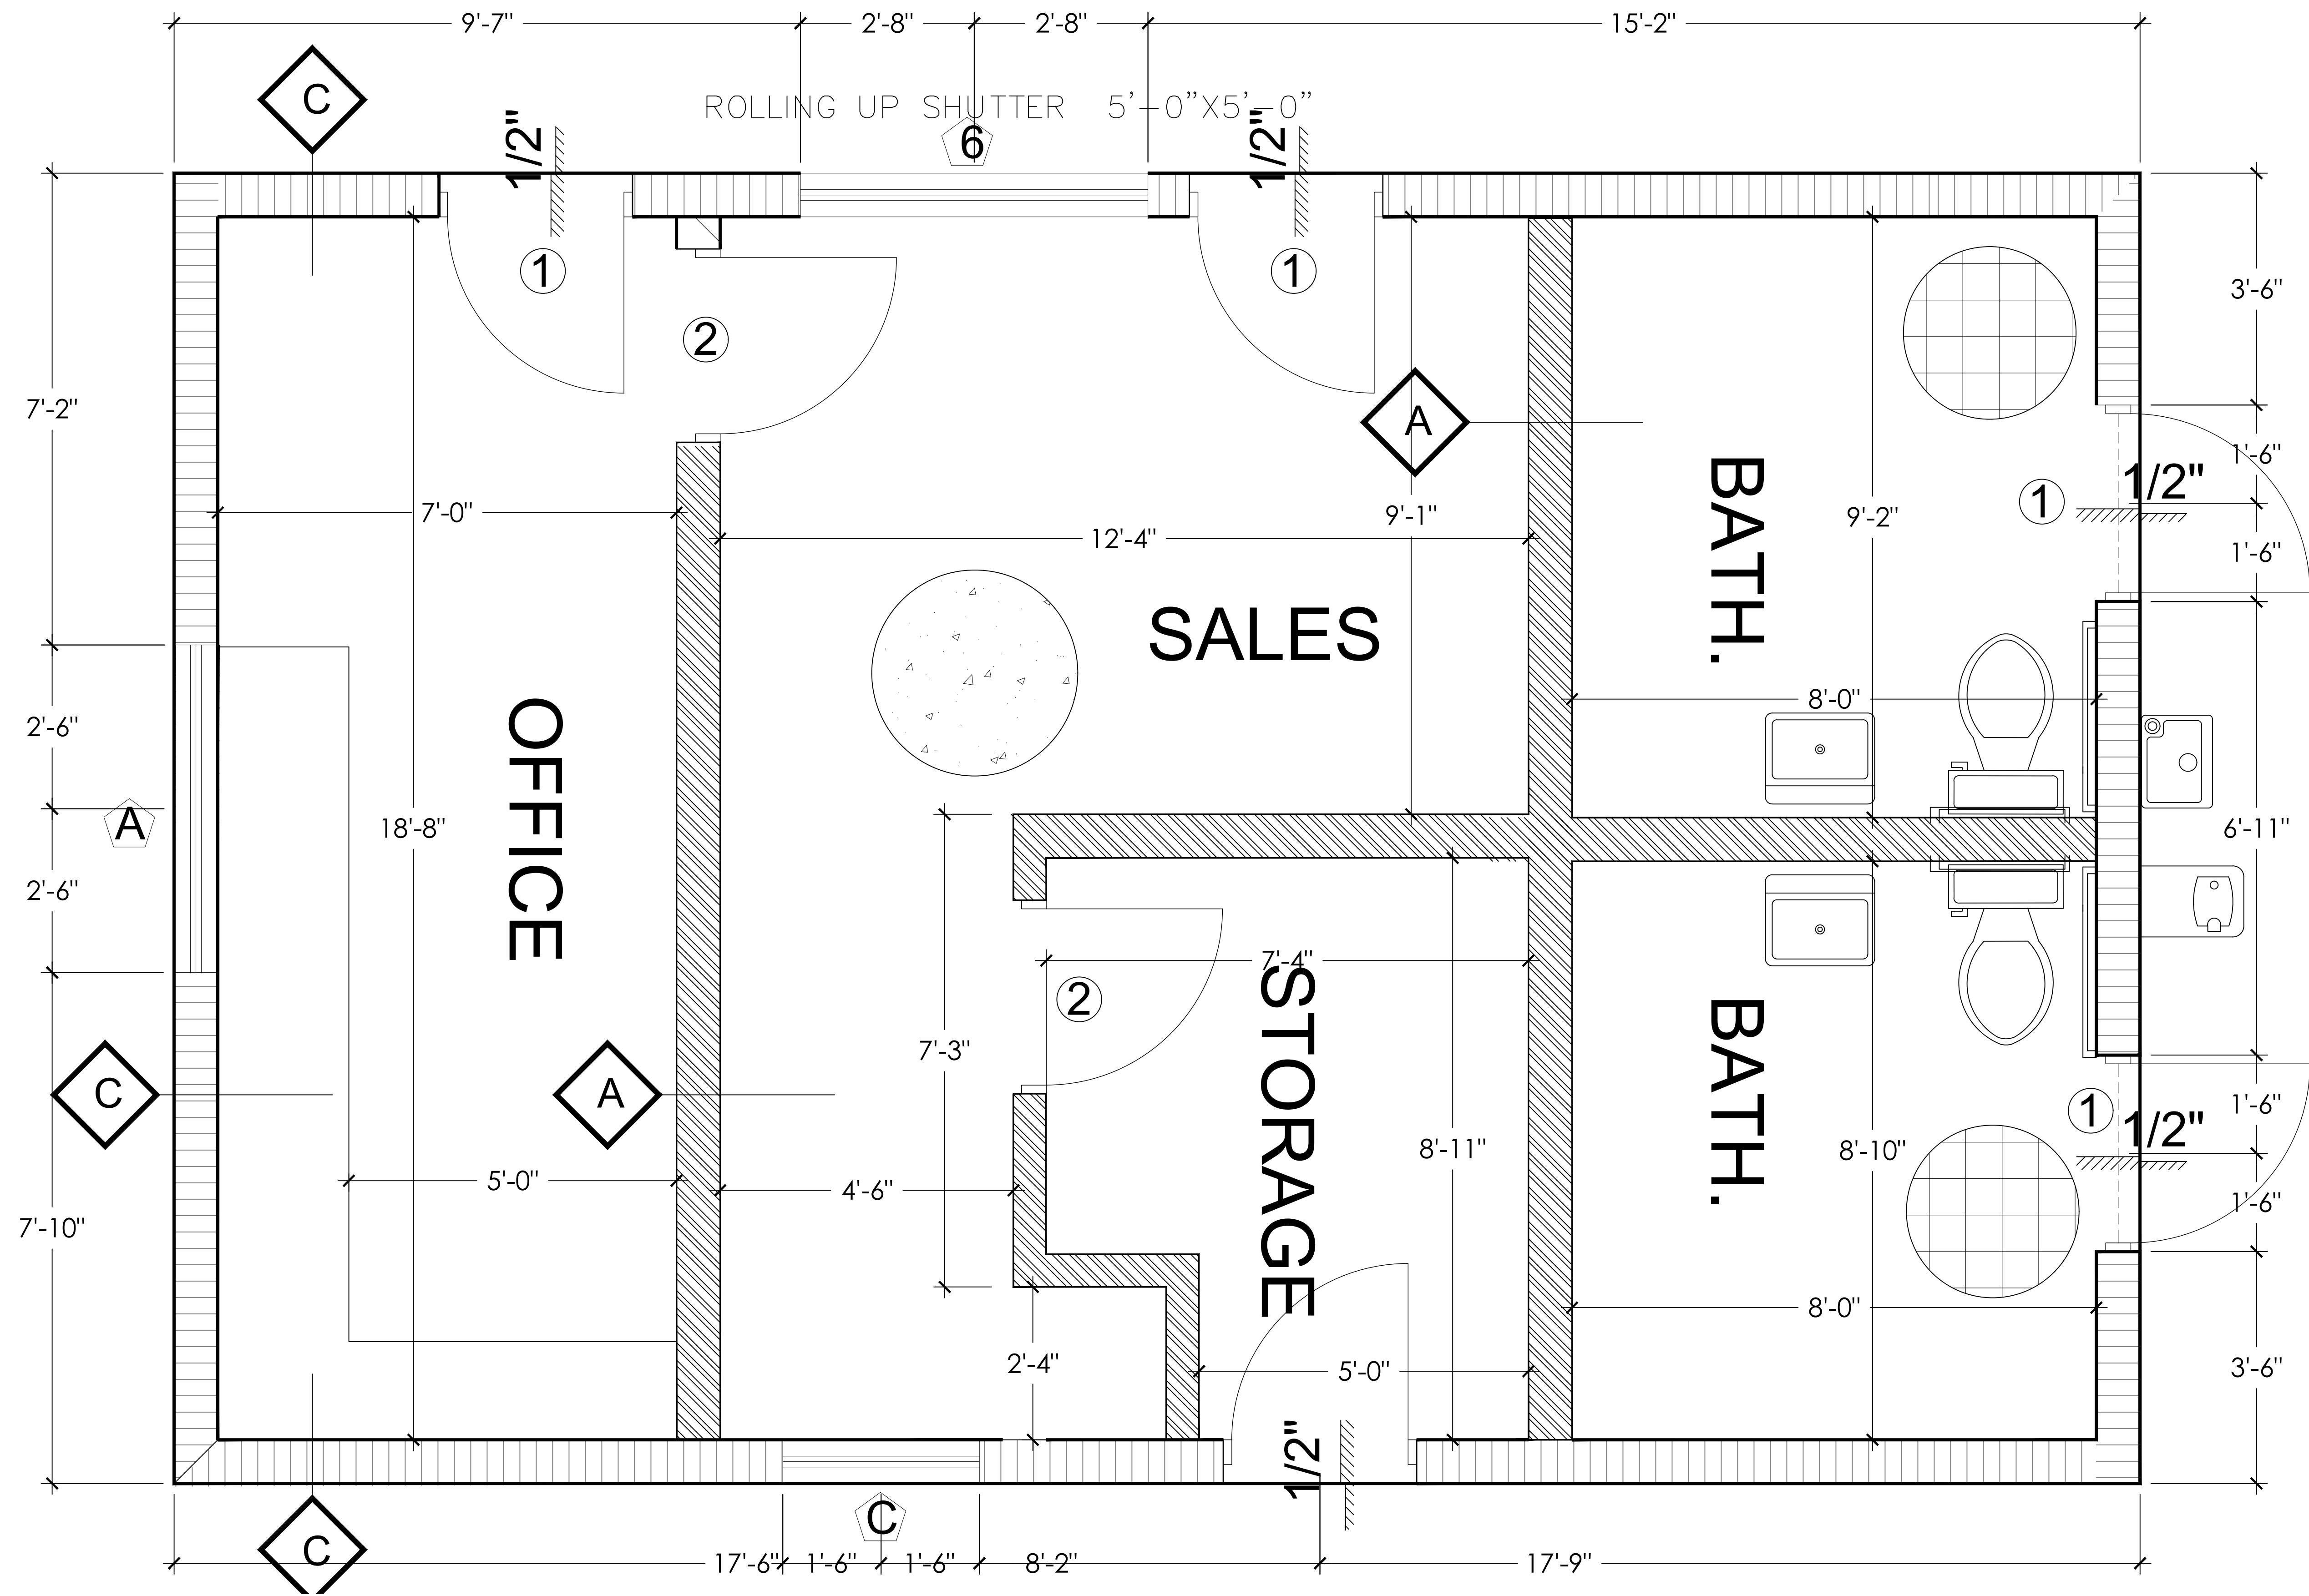 9'-7" 2'-8" 2'-8" 15'-2"
C
ROLLING UP SHUTTER 5'-0"X5'-0"
1/2" 6 1/2"
1 1
3'-6"
2
7'-2"
A
1'-6"
1/2"
1
7'-0" 9'-1" 9'-2"
BATH.
12'-4"
1'-6"
SALES
8'-0"
2'-6"
OFFICE
A
18'-8"
6'-11"
2'-6"
7'-4"
2
STORAGE
7'-3"
BATH.
C A
1'-6"
1
1/2"
8'-11" 8'-10"
5'-0" 4'-6"
1'-6"
7'-10"
8'-0"
2'-4" 5'-0"
3'-6"
1/2"
C
C
17'-6" 1'-6" 1'-6" 8'-2" 17'-9"